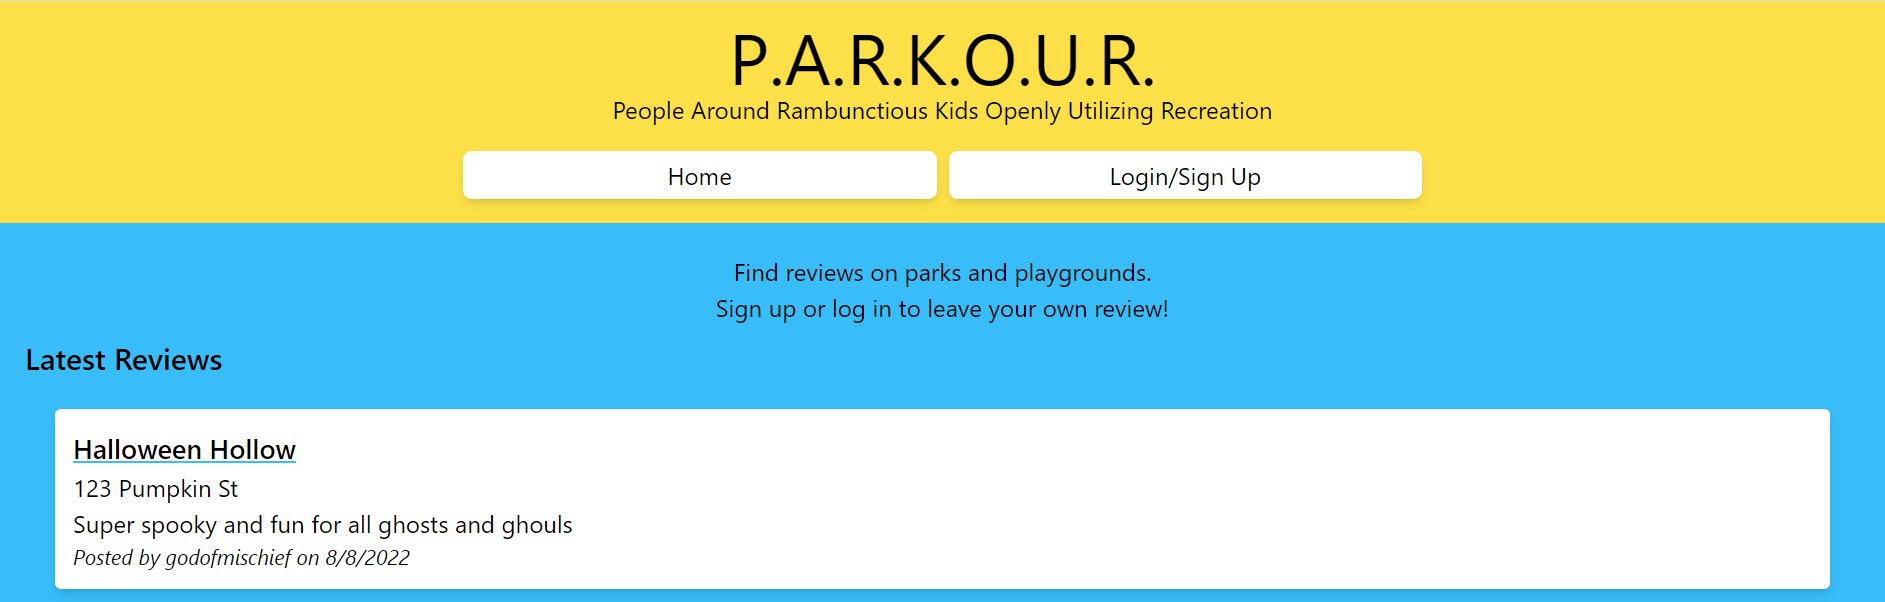 P.A.R.K.O.U.R.
People Around Rambunctious Kids Openly Utilizing Recreation
Home
Login/Sign Up
Find reviews on parks and playgrounds.
Sign up or log in to leave your own review!
Latest Reviews
Halloween Hollow
123 Pumpkin St
Super spooky and fun for all ghosts and ghouls
Posted by godofmischief on 8/8/2022